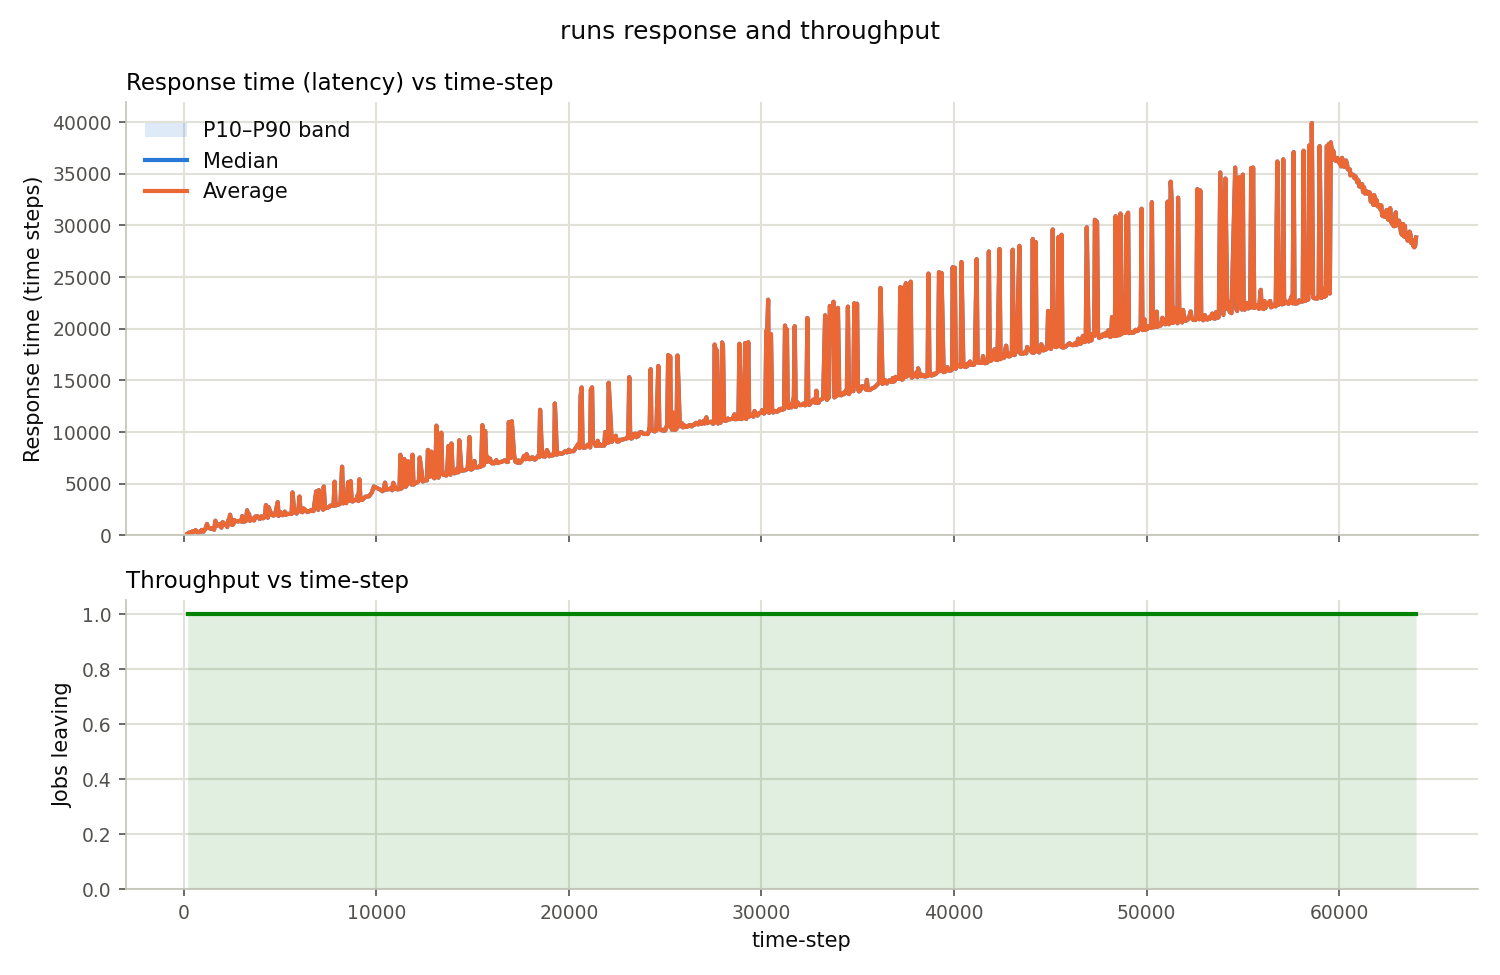 runs response and throughput
Response time (latency) vs time-step
P10–P90 band
Median
Average
Response time (time steps)
40000
35000
30000
25000
20000
15000
10000
5000
0
Throughput vs time-step
Jobs leaving
1.0
0.8
0.6
0.4
0.2
0.0
0 10000 20000 30000 40000 50000 60000
time-step